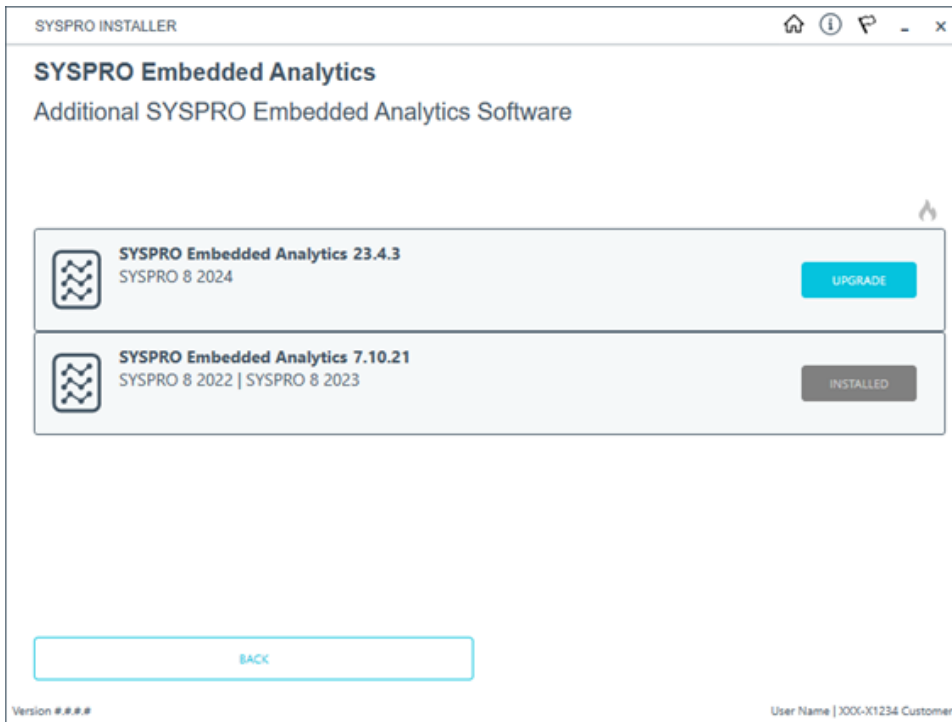 SYSPRO INSTALLER
SYSPRO Embedded Analytics
Additional SYSPRO Embedded Analytics Software
SYSPRO Embedded Analytics 23.4.3
SYSPRO 8 2024
UPGRADE
SYSPRO Embedded Analytics 7.10.21
SYSPRO 8 2022 | SYSPRO 8 2023
INSTALLED
BACK
Version #.#.#.#
User Name | XXX-X1234 Customer